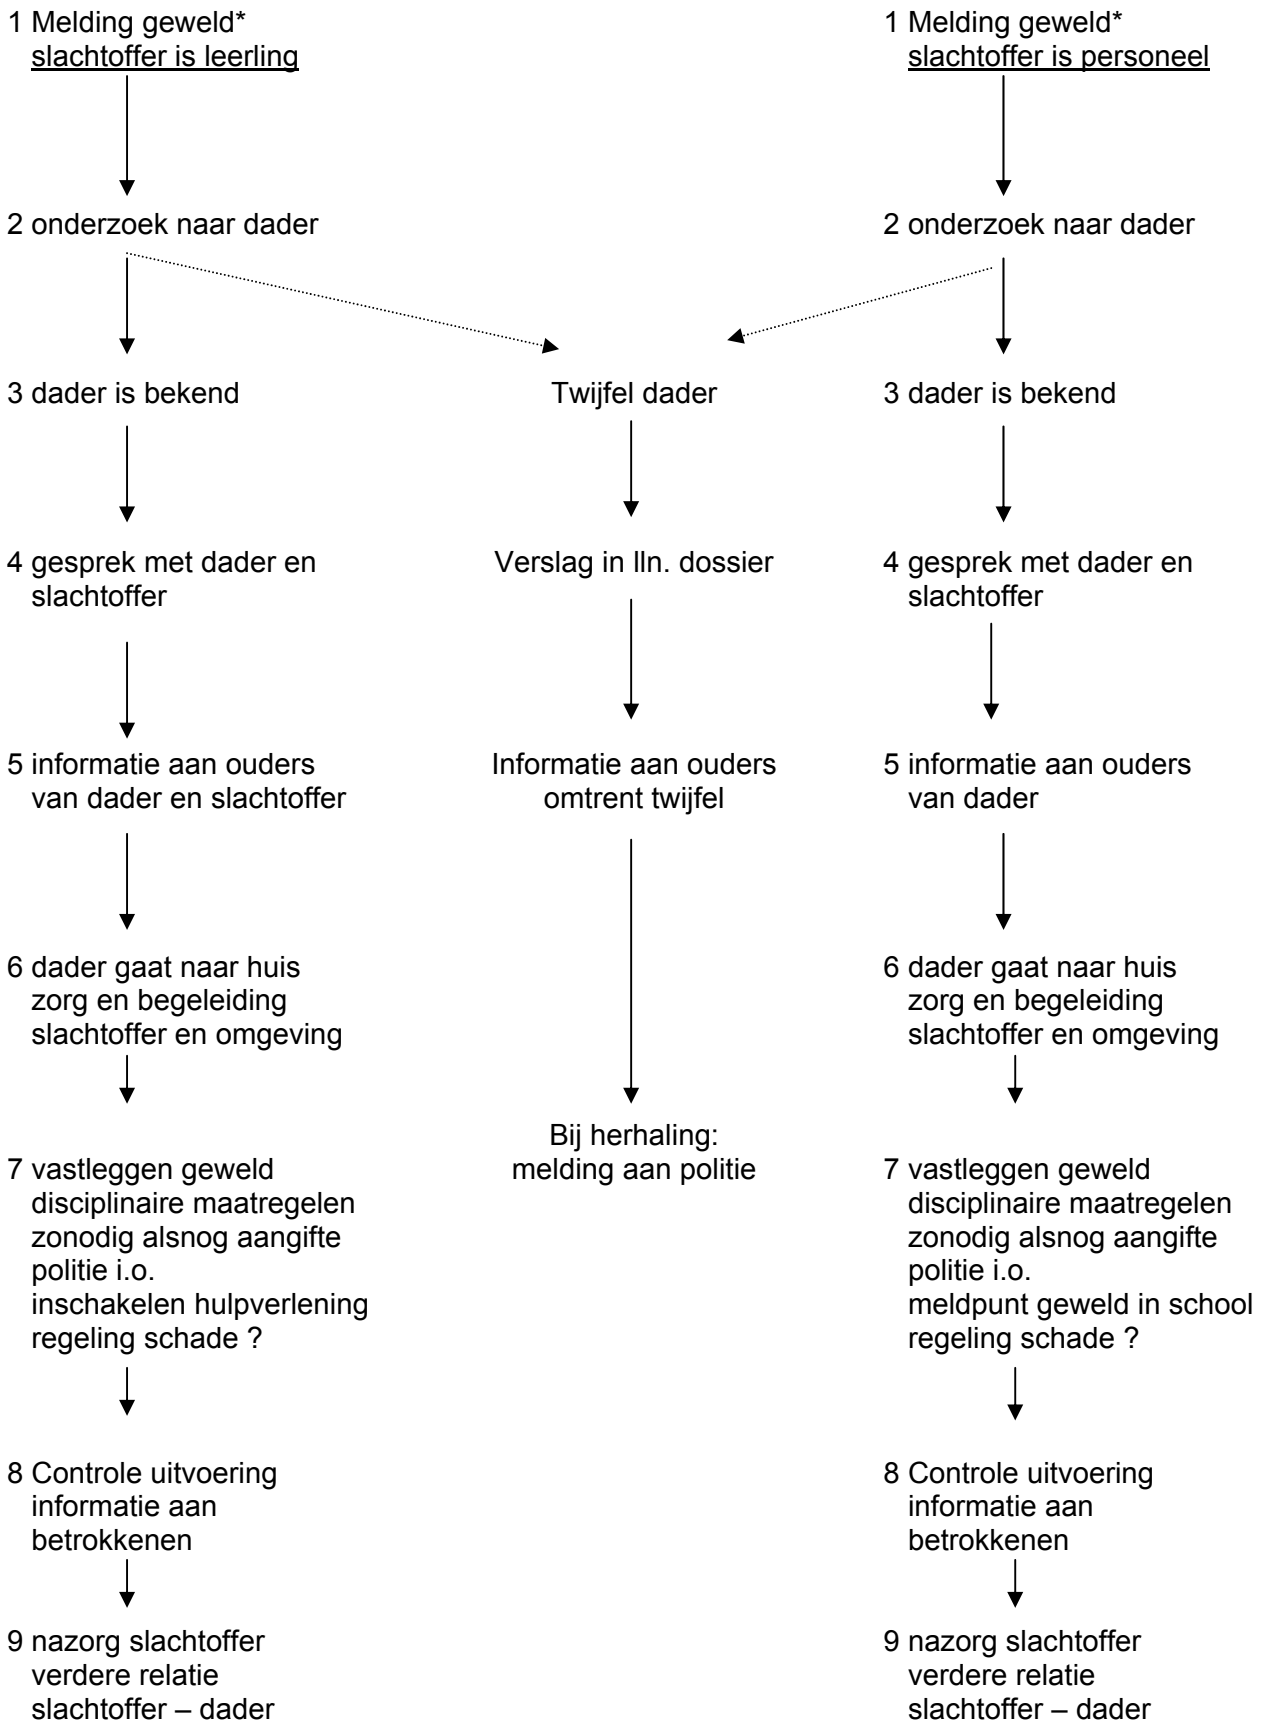 1 Melding geweld*
slachtoffer is leerling
2 onderzoek naar dader
3 dader is bekend
4 gesprek met dader en
slachtoffer
5 informatie aan ouders
van dader en slachtoffer
6 dader gaat naar huis
zorg en begeleiding
slachtoffer en omgeving
7 vastleggen geweld
disciplinaire maatregelen
zonodig alsnog aangifte
politie i.o.
inschakelen hulpverlening
regeling schade ?
8 Controle uitvoering
informatie aan
betrokkenen
9 nazorg slachtoffer
verdere relatie
slachtoffer – dader
Twijfel dader
Verslag in lln. dossier
Informatie aan ouders
omtrent twijfel
Bij herhaling:
melding aan politie
1 Melding geweld*
slachtoffer is personeel
2 onderzoek naar dader
3 dader is bekend
4 gesprek met dader en
slachtoffer
5 informatie aan ouders
van dader
6 dader gaat naar huis
zorg en begeleiding
slachtoffer en omgeving
7 vastleggen geweld
disciplinaire maatregelen
zonodig alsnog aangifte
politie i.o.
meldpunt geweld in school
regeling schade ?
8 Controle uitvoering
informatie aan
betrokkenen
9 nazorg slachtoffer
verdere relatie
slachtoffer – dader